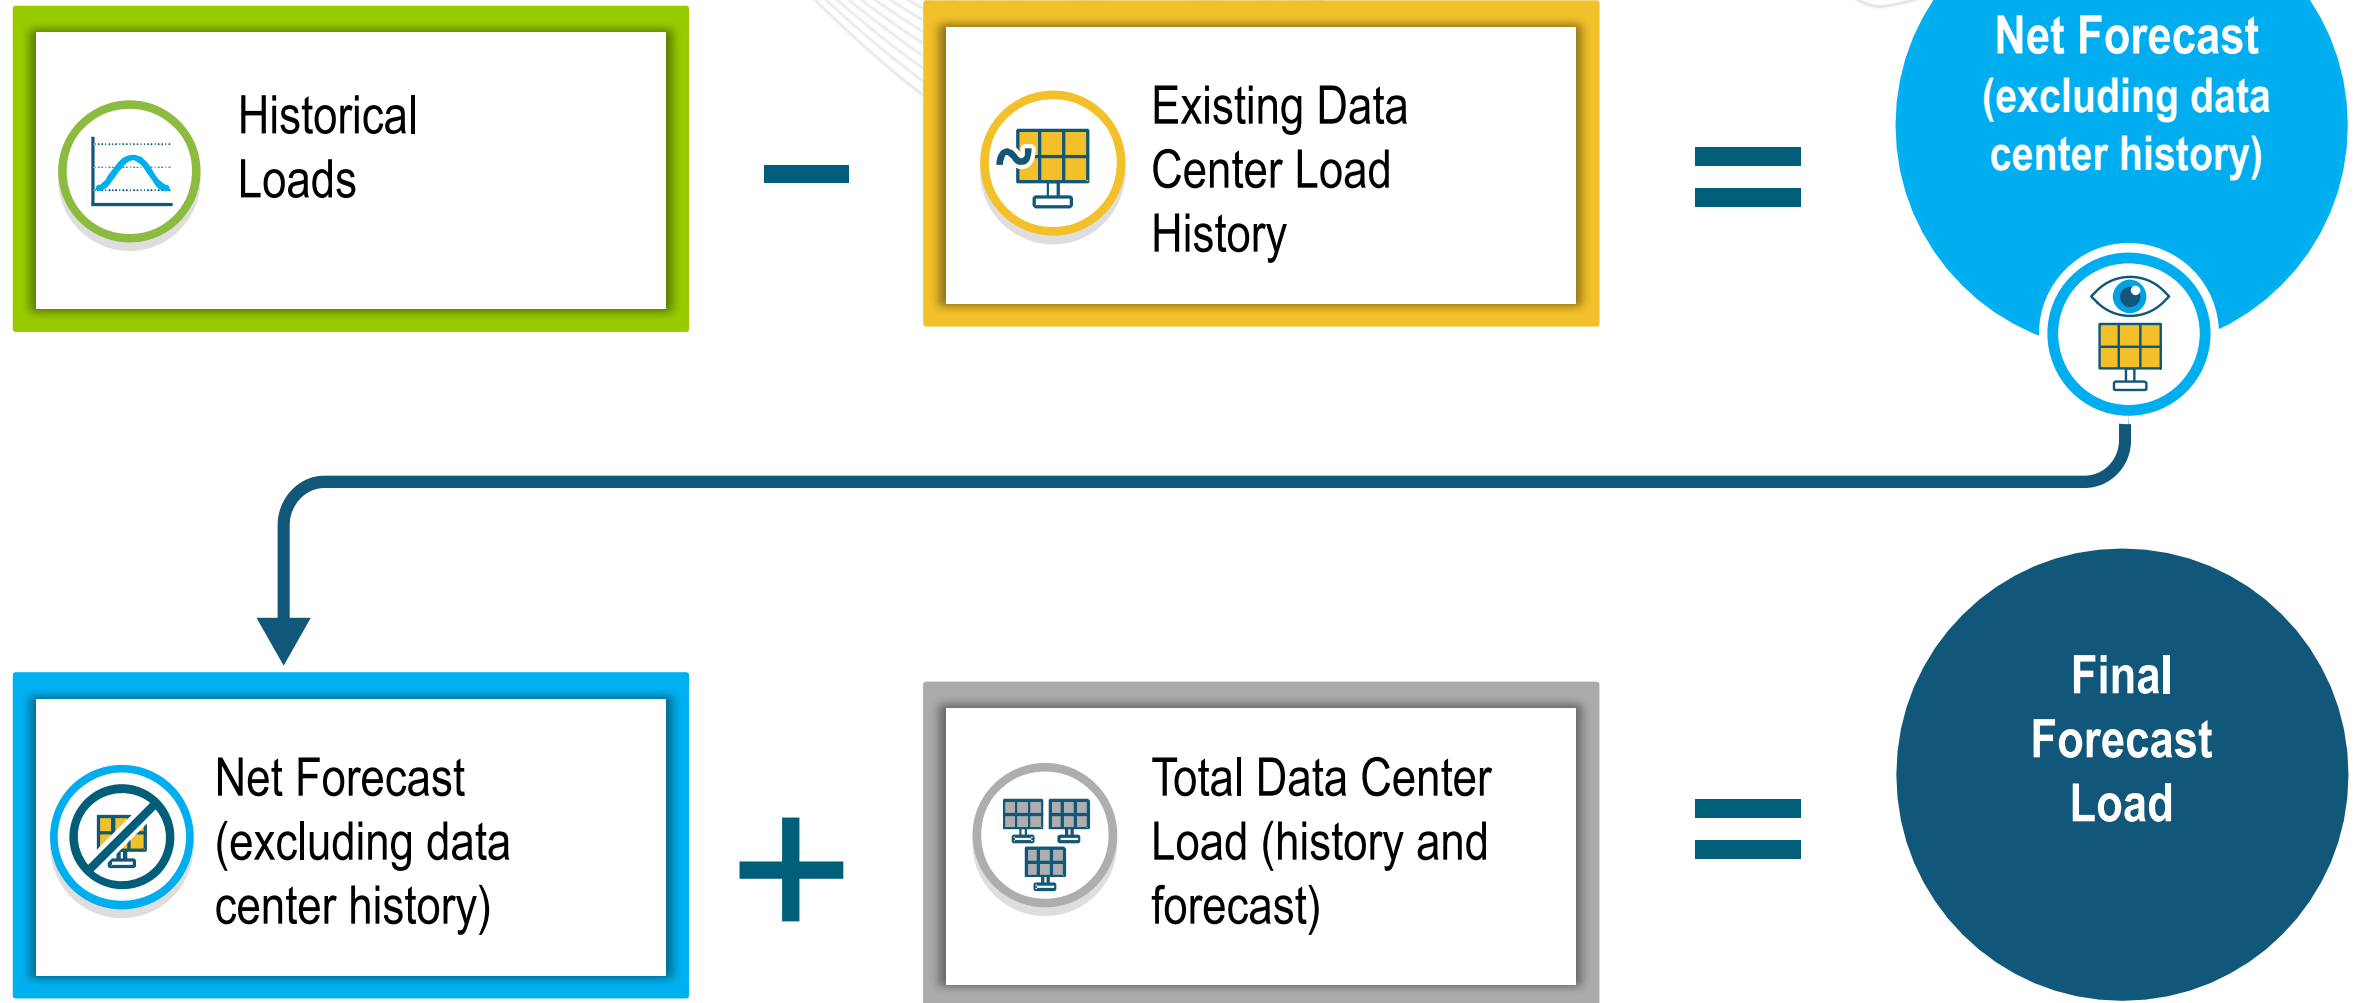 Historical
Loads
Existing Data
Center Load
History
Net Forecast
(excluding data
center history)
Net Forecast
(excluding data
center history)
Total Data Center
Load (history and
forecast)
Final
Forecast
Load